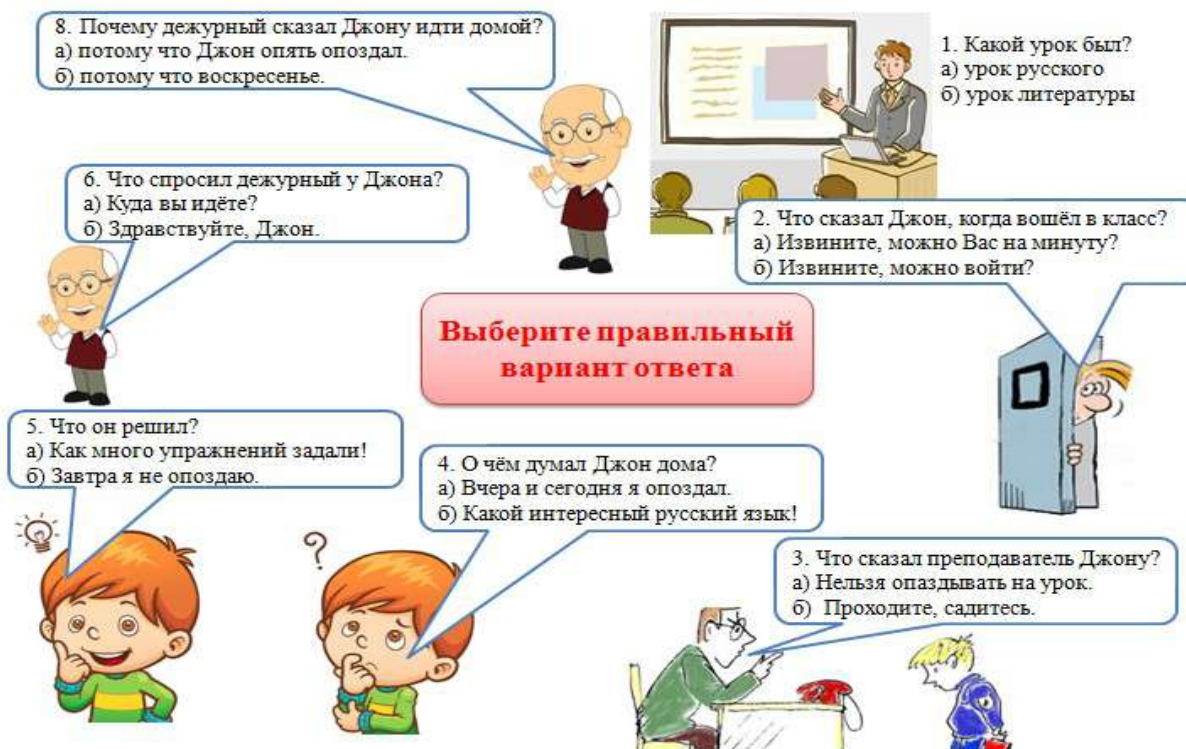 8. Почему дежурный сказал Джону идти домой?
а) потому что Джон опять опоздал.
б) потому что воскресенье.
1. Какой урок был?
а) урок русского
б) урок литературы
6. Что спросил дежурный у Джона?
а) Куда вы идёте?
б) Здравствуйте, Джон.
2. Что сказал Джон, когда вошёл в класс?
а) Извините, можно Вас на минуту?
б) Извините, можно войти?
Выберите правильный
вариант ответа
5. Что он решил?
а) Как много упражнений задали!
б) Завтра я не опоздаю.
4. О чём думал Джон дома?
а) Вчера и сегодня я опоздал.
б) Какой интересный русский язык!
3. Что сказал преподаватель Джону?
а) Нельзя опаздывать на урок.
б) Проходите, садитесь.